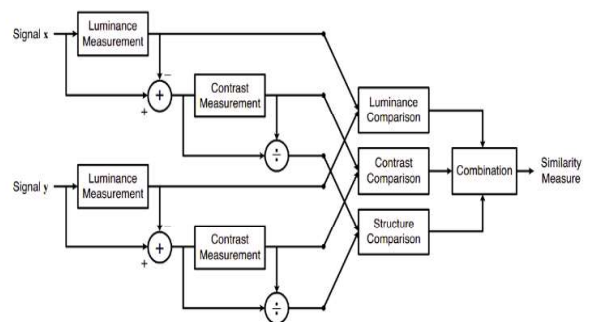 Signal x
Luminance
Measurement
−
+
+
Contrast
Measurement
÷
Luminance
Comparison
Signal y
Luminance
Measurement
Contrast
Comparison
Combination
Similarity
Measure
−
+
+
Contrast
Measurement
÷
Structure
Comparison